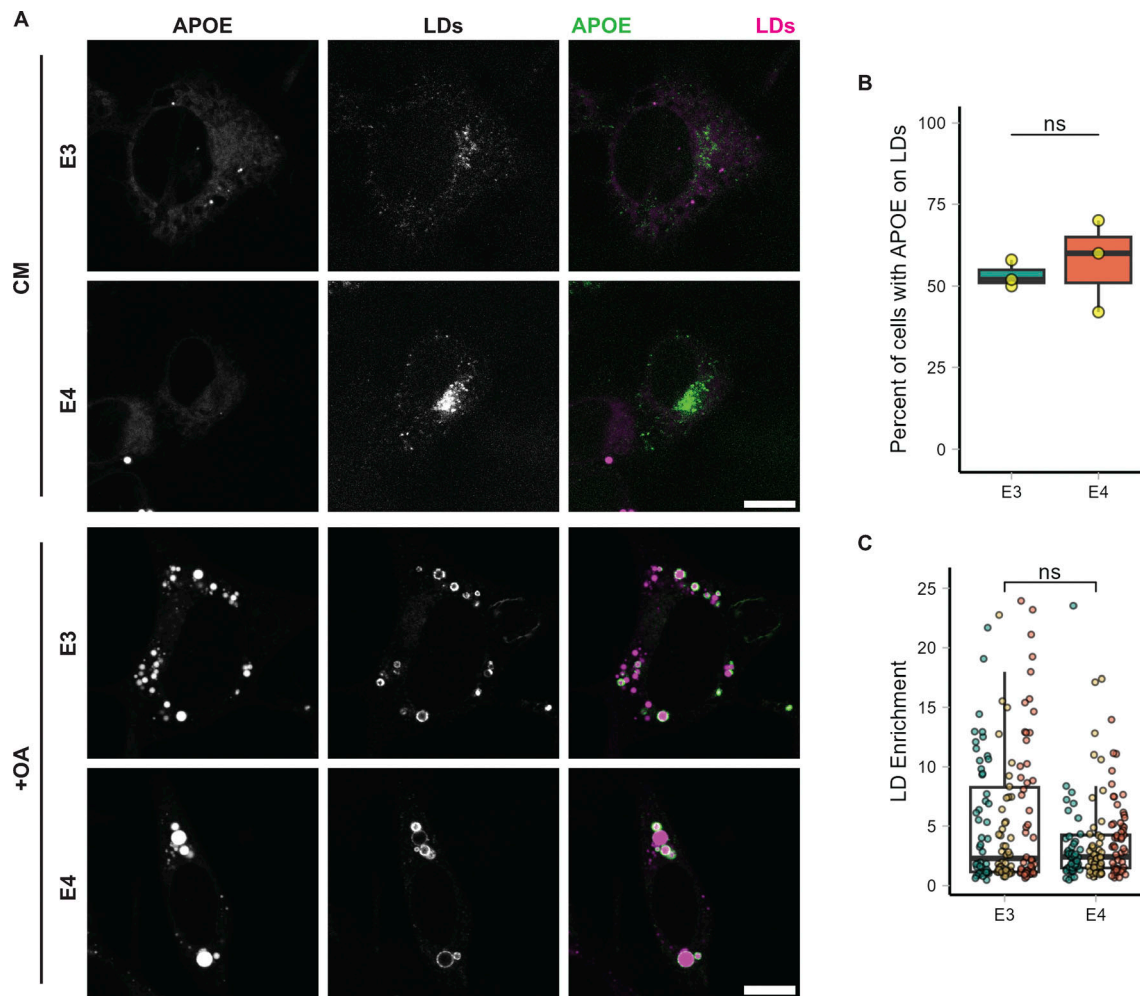 A
APOE
LDs
APOE
LDs
CM
E3
E4
+OA
E3
E4
B
Percent of cells with APOE on LDs
100
75
50
25
0
ns
E3
E4
C
LD Enrichment
25
20
15
10
5
0
ns
E3
E4